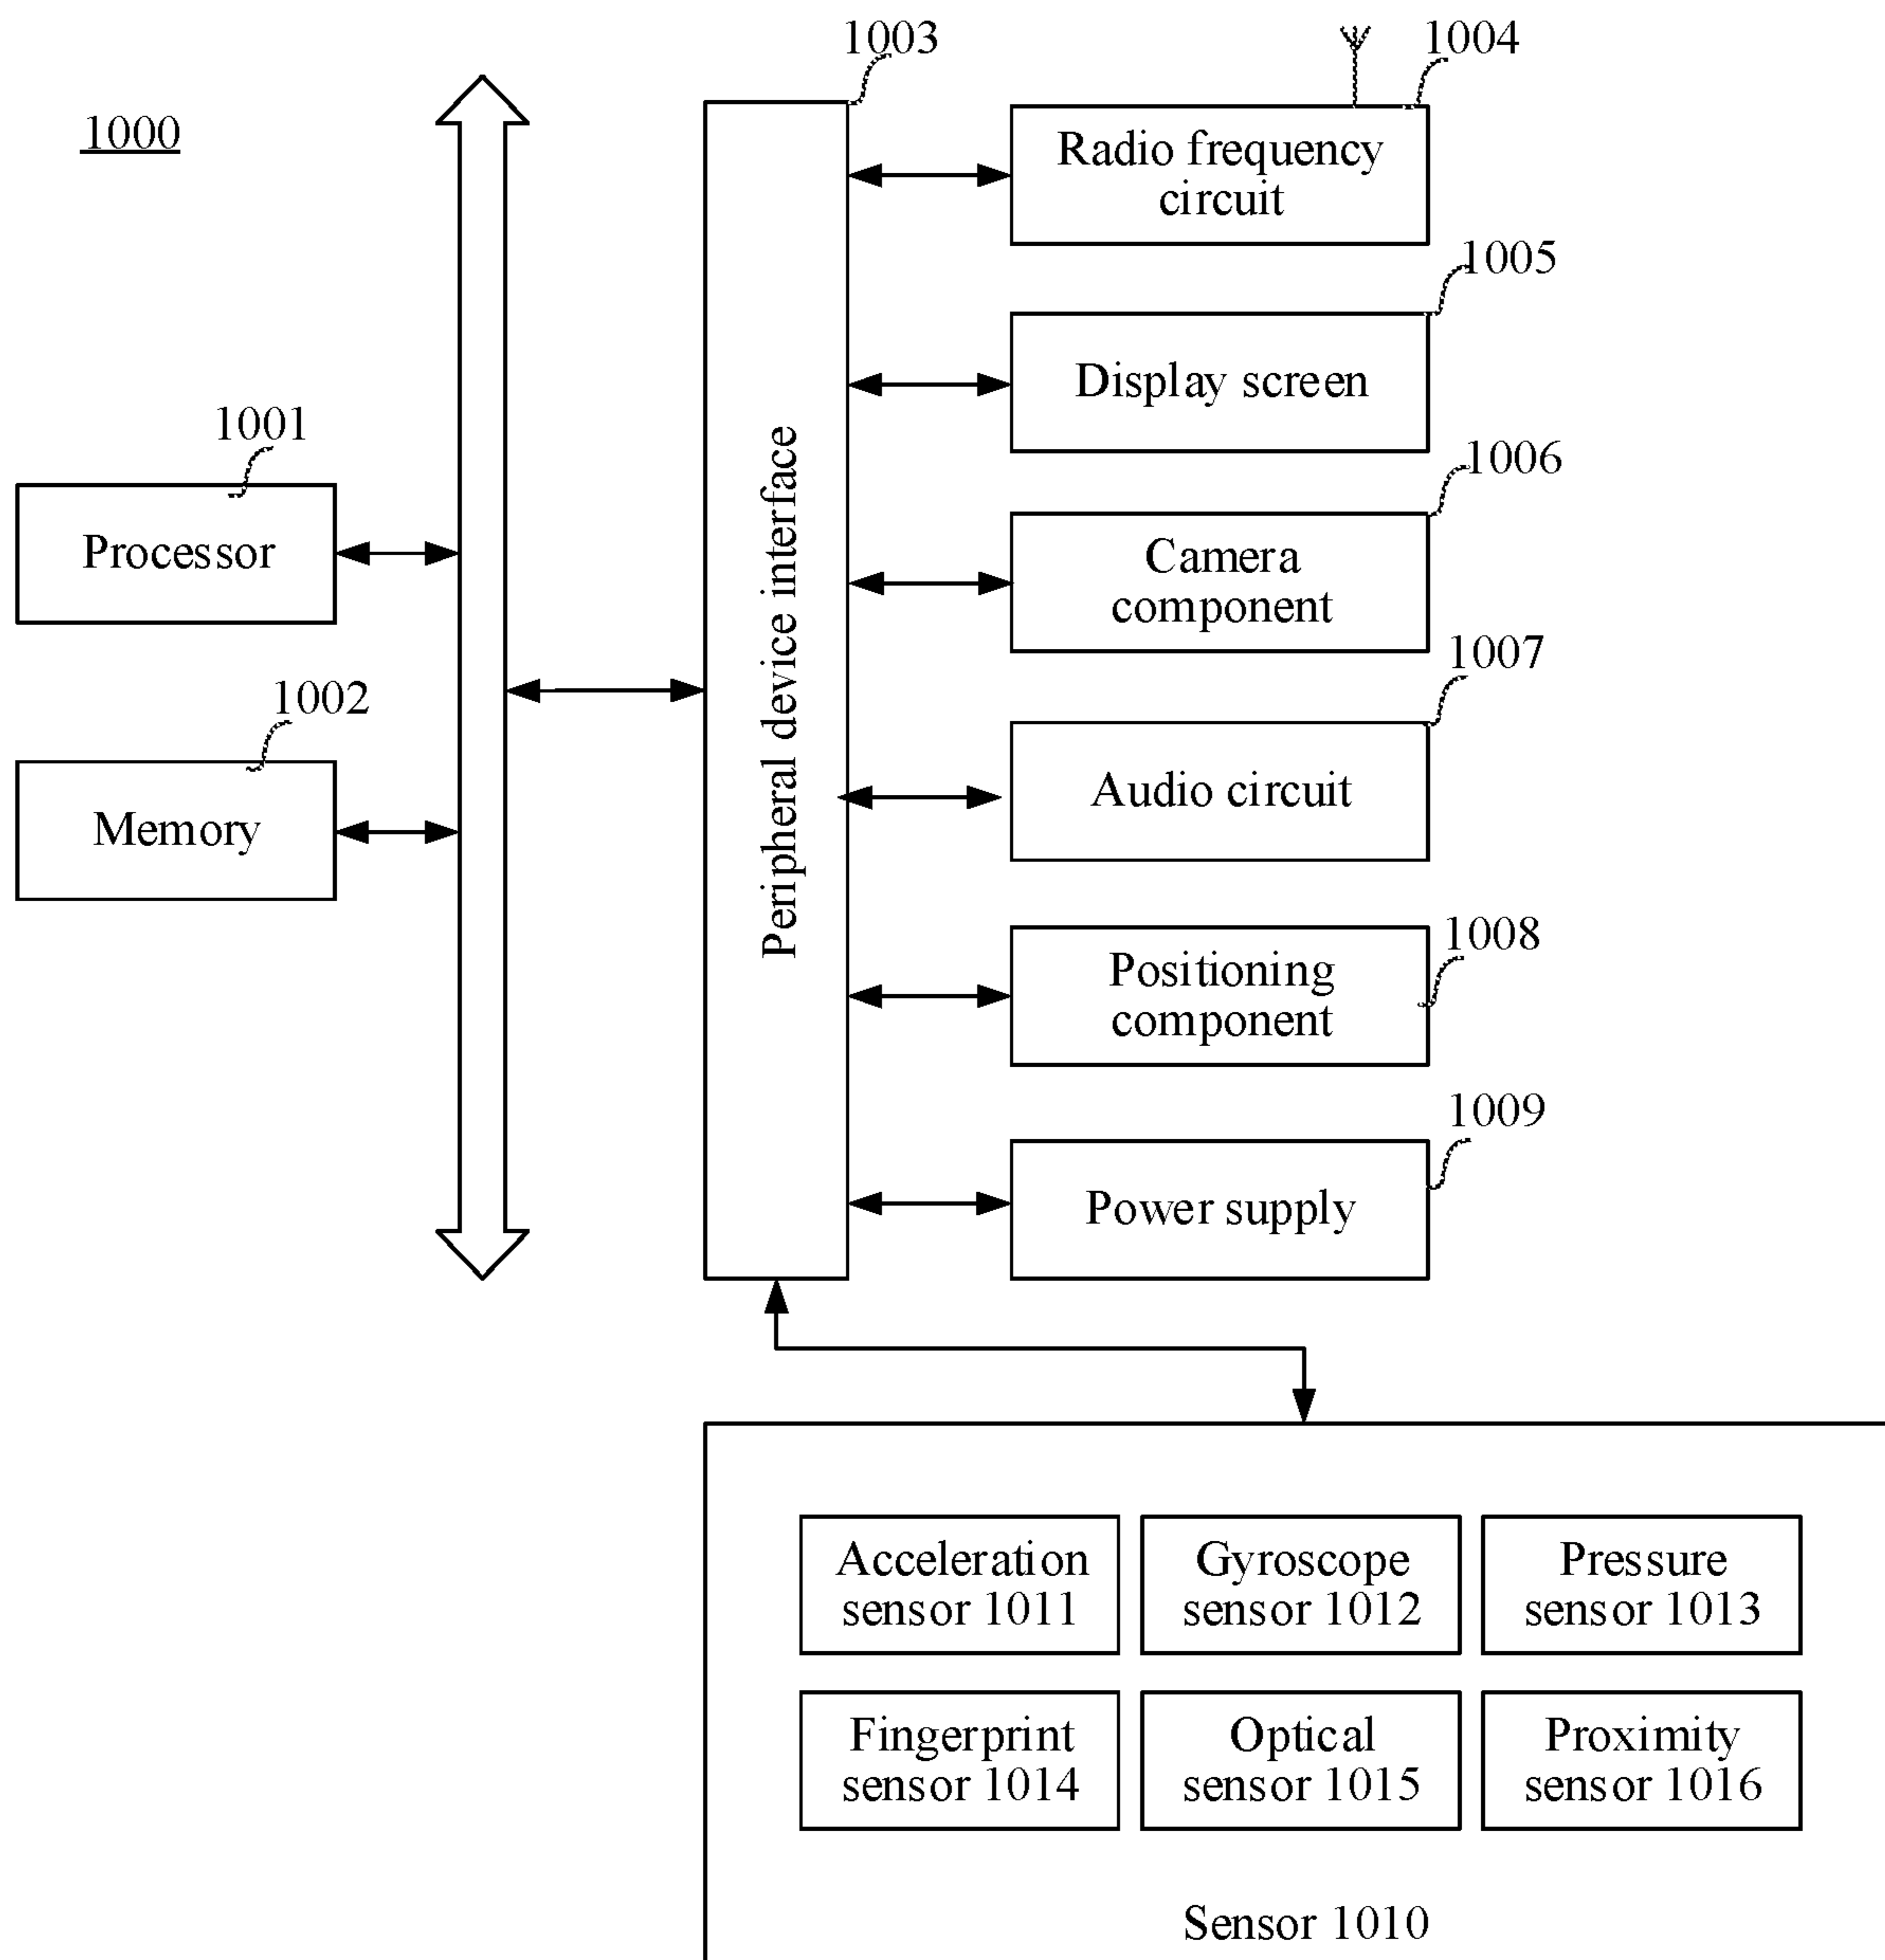 1000
1003
1004
Radio frequency
circuit
1005
Display screen
1001
Processor
1006
Camera
component
Peripheral device interface
1002
Memory
1007
Audio circuit
1008
Positioning
component
1009
Power supply
Acceleration
sensor 1011
Gyroscope
sensor 1012
Pressure
sensor 1013
Fingerprint
sensor 1014
Optical
sensor 1015
Proximity
sensor 1016
Sensor 1010